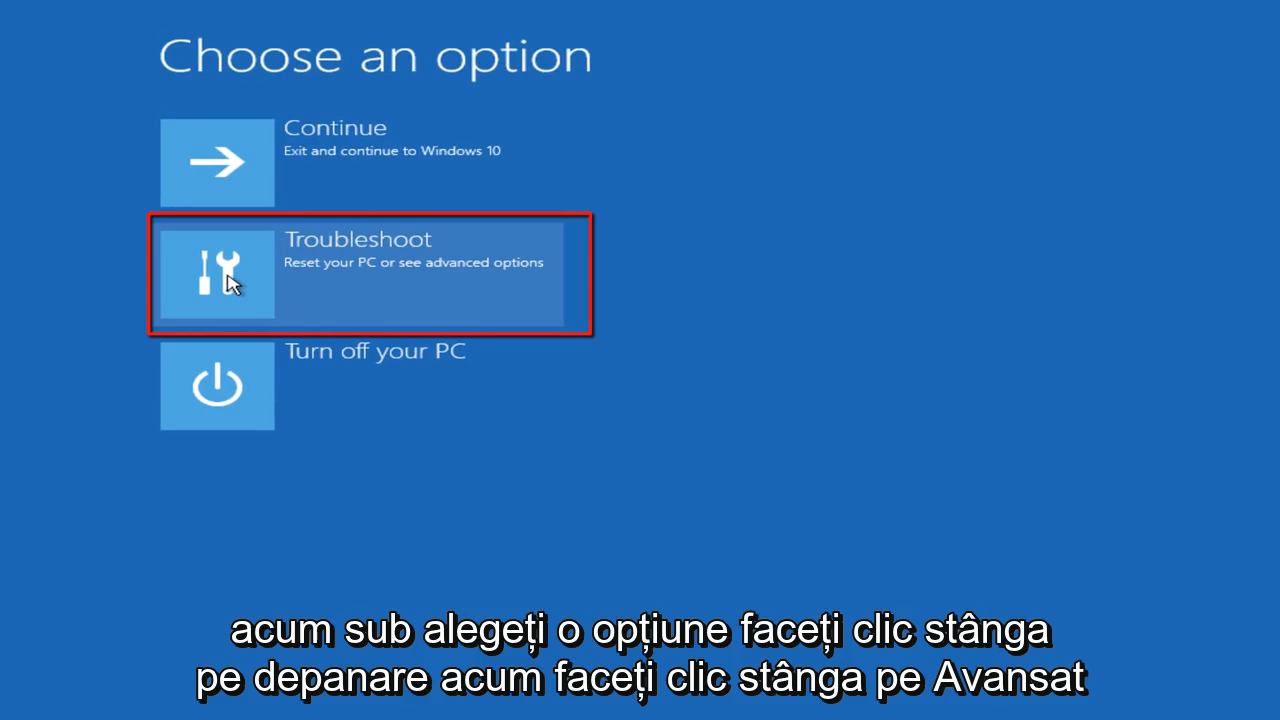 Choose an option
Continue
Exit and continue to Windows 10
Troubleshoot
Reset your PC or see advanced options
Turn off your PC
acum sub alegeți o opțiune faceți clic stânga
pe depanare acum faceți clic stânga pe Avansat